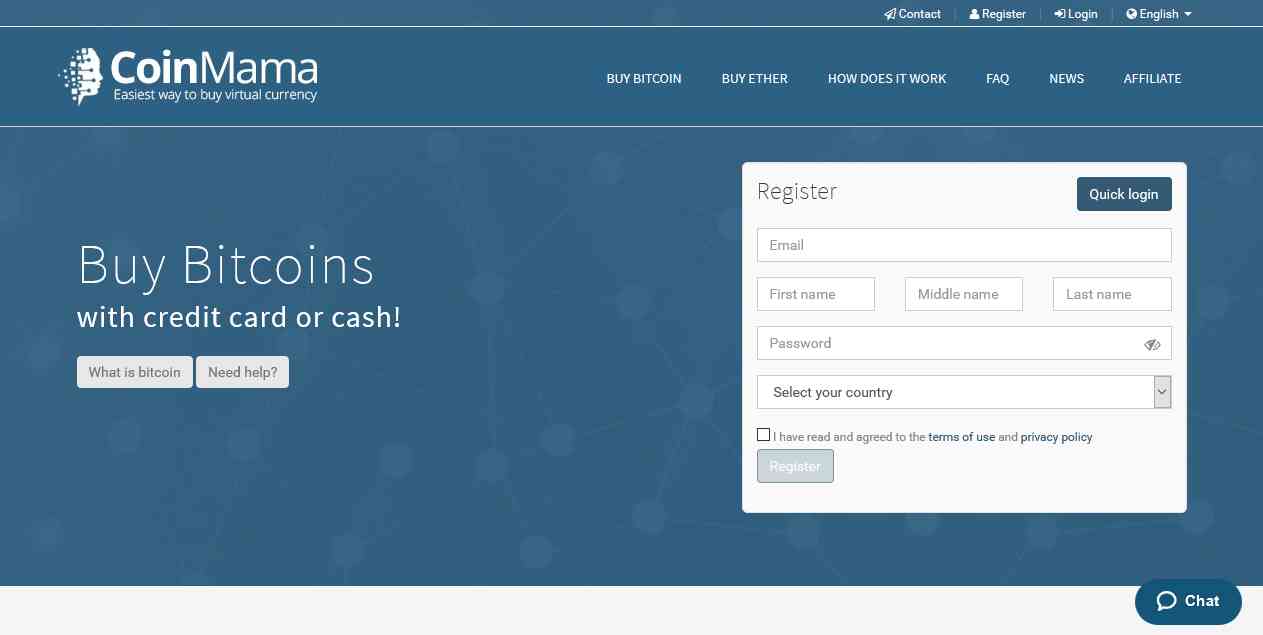 Contact Register Login English
CoinMama
Easiest way to buy virtual currency
BUY BITCOIN BUY ETHER HOW DOES IT WORK FAQ NEWS AFFILIATE
Register Quick login
Email
First name Middle name Last name
Password
Select your country
I have read and agreed to the terms of use and privacy policy
Register
Buy Bitcoins
with credit card or cash!
What is bitcoin Need help?
Chat